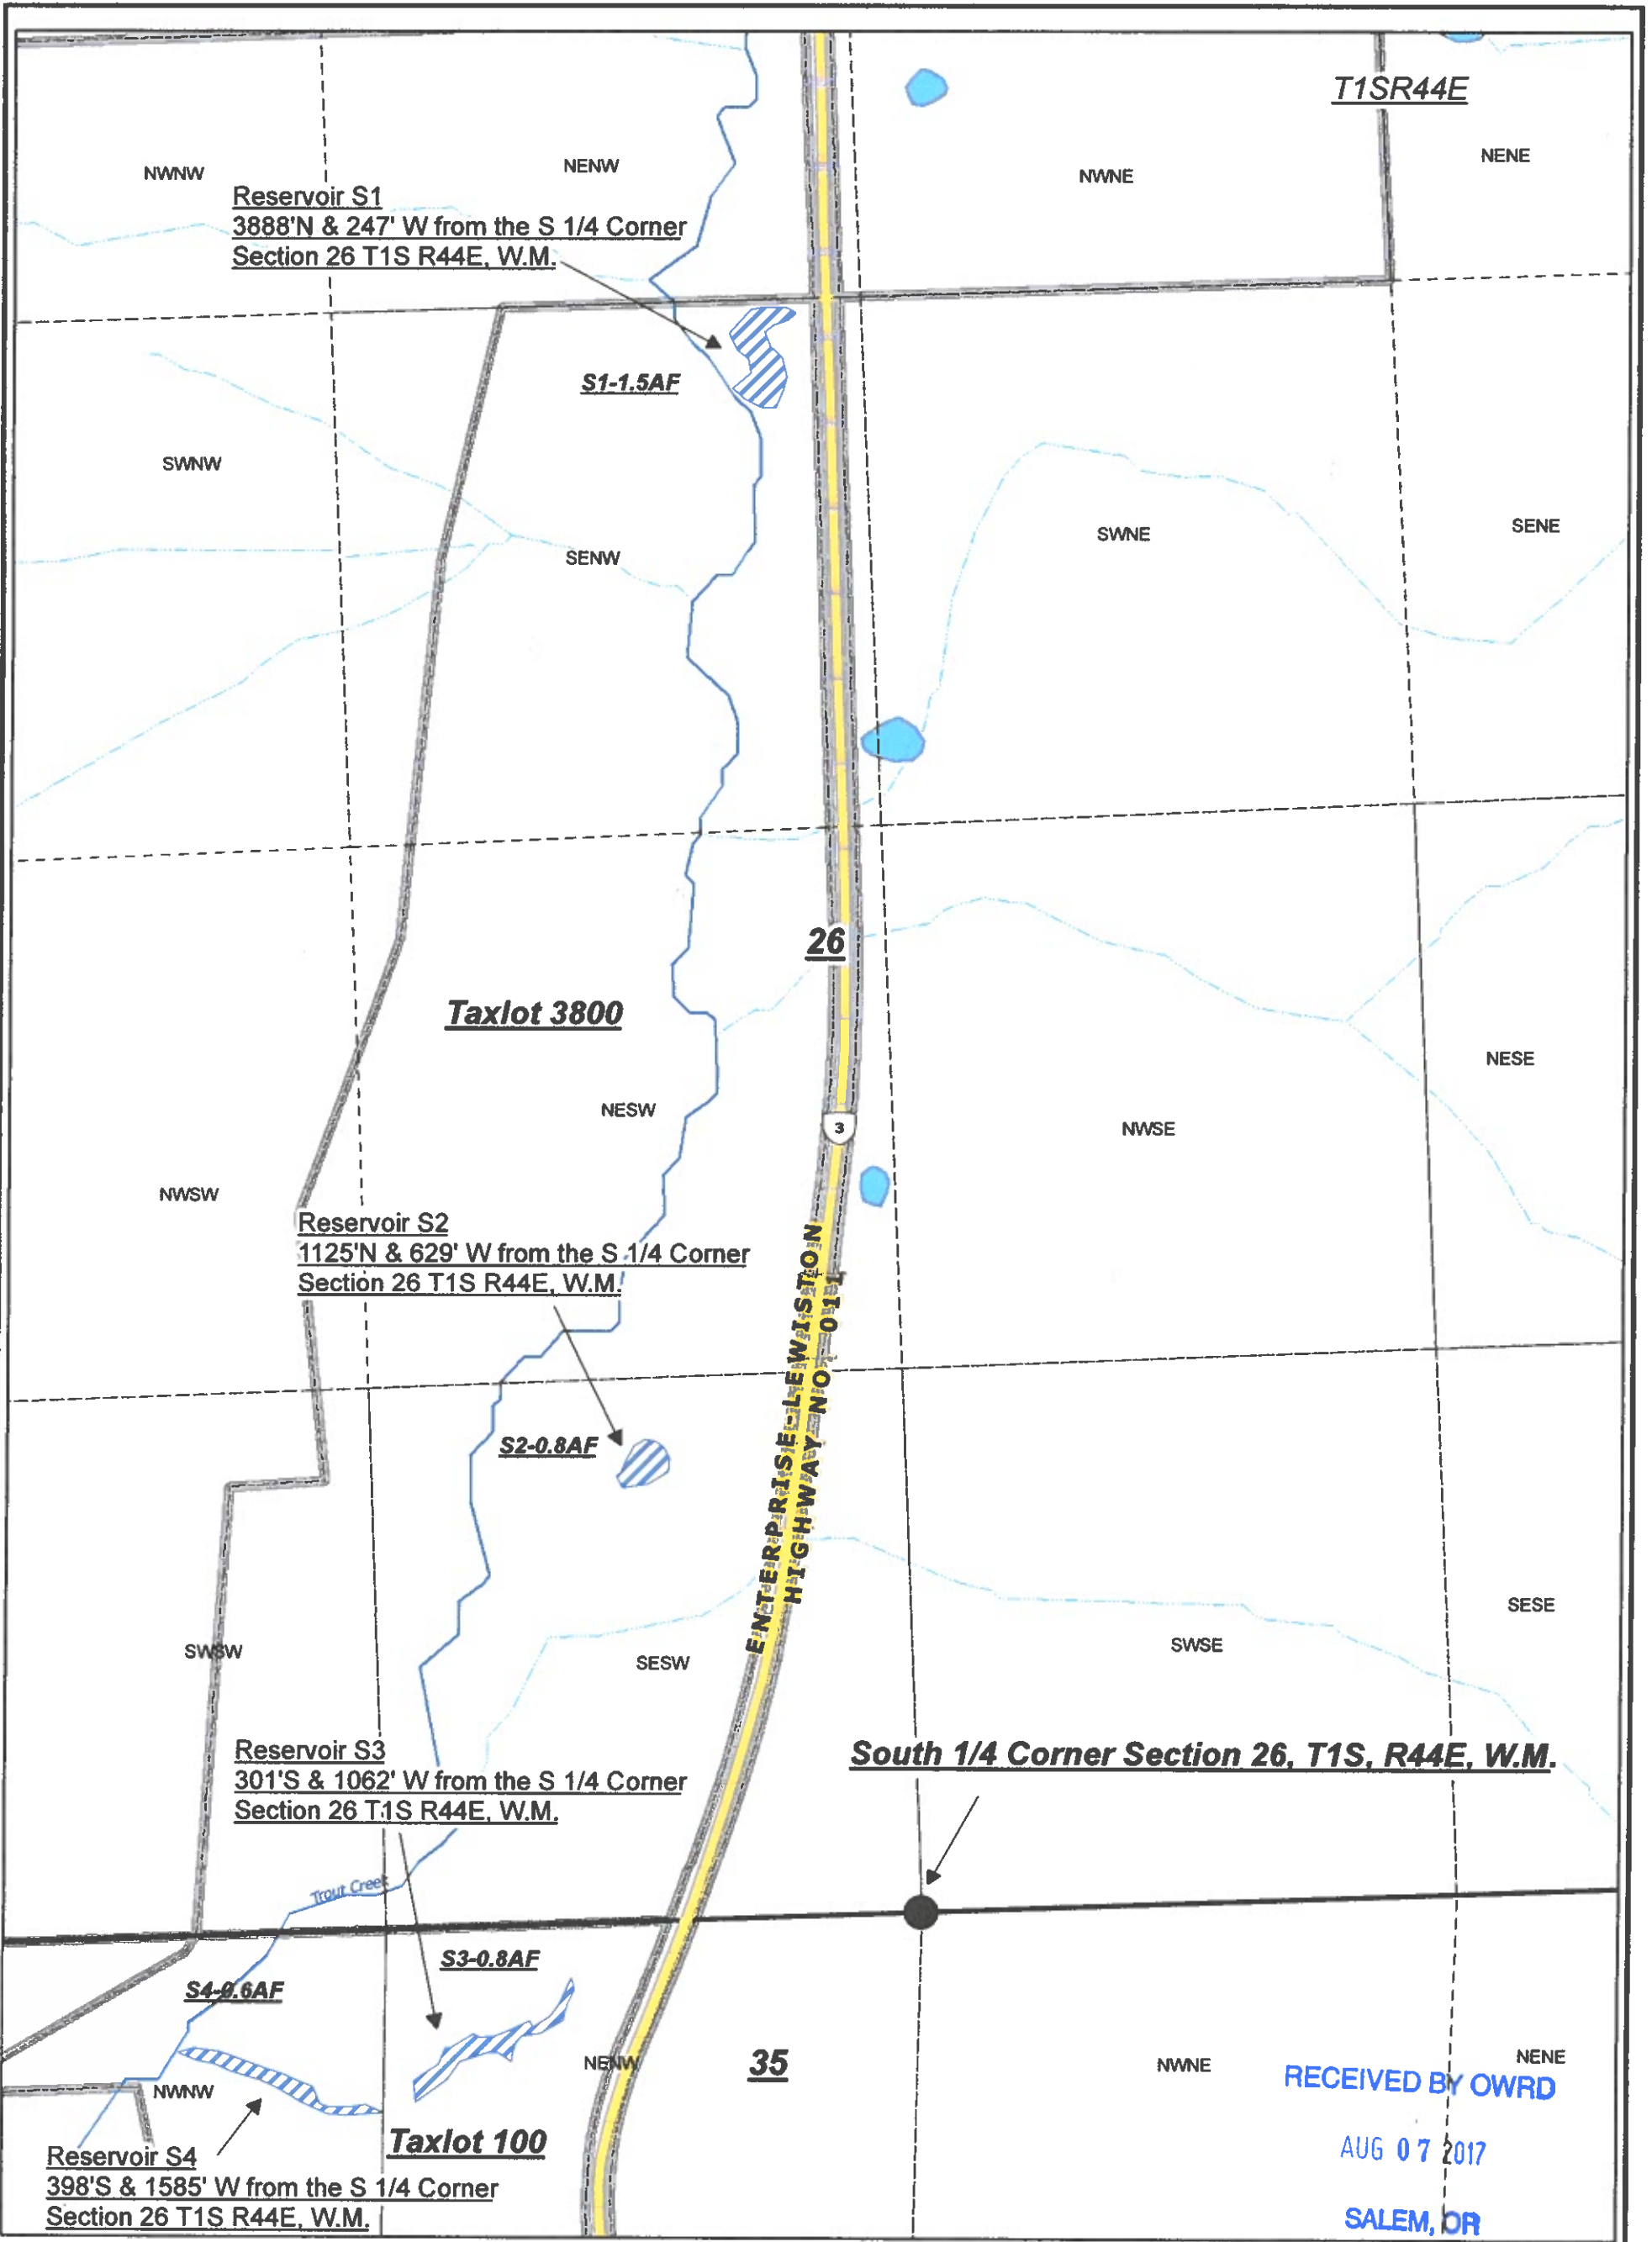 T1SR44E
NENE
NENW
NWNW
NWNE
Reservoir S1
3888'N & 247' W from the S 1/4 Corner
Section 26 T1S R44E, W.M.
S1-1.5AF
SWNW
SENW
SWNE
SENE
26
Taxlot 3800
NESE
NESW
NWSE
3
NWSW
Reservoir S2
1125'N & 629' W from the S 1/4 Corner
Section 26 T1S R44E, W.M.
ENTERPRISE-LEWISTON
HIGHWAY NO. 011
S2-0.8AF
SESE
SWSW
SESW
SWSE
Reservoir S3
301'S & 1062' W from the S 1/4 Corner
Section 26 T1S R44E, W.M.
South 1/4 Corner Section 26, T1S, R44E, W.M.
Trout Creek
S3-0.8AF
S4-0.6AF
NENW
35
NWNE
NENE
NWNW
Taxlot 100
Reservoir S4
398'S & 1585' W from the S 1/4 Corner
Section 26 T1S R44E, W.M.
RECEIVED BY OWRD
AUG 07 2017
SALEM, OR